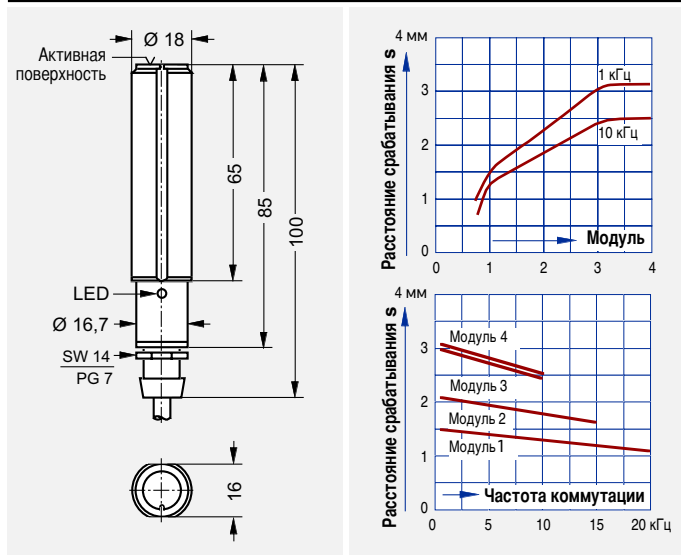 Ø 18
Активная
поверхность
65
85
100
LED
Ø 16,7
SW 14
PG 7
16
4 мм
3
2
1
0
Расстояние срабатывания s
1 кГц
10 кГц
Модуль
0 1 2 3 4
4 мм
3
2
1
0
Расстояние срабатывания s
Модуль 4
Модуль 3
Модуль 2
Модуль 1
Частота коммутации
0 5 10 15 20 кГц